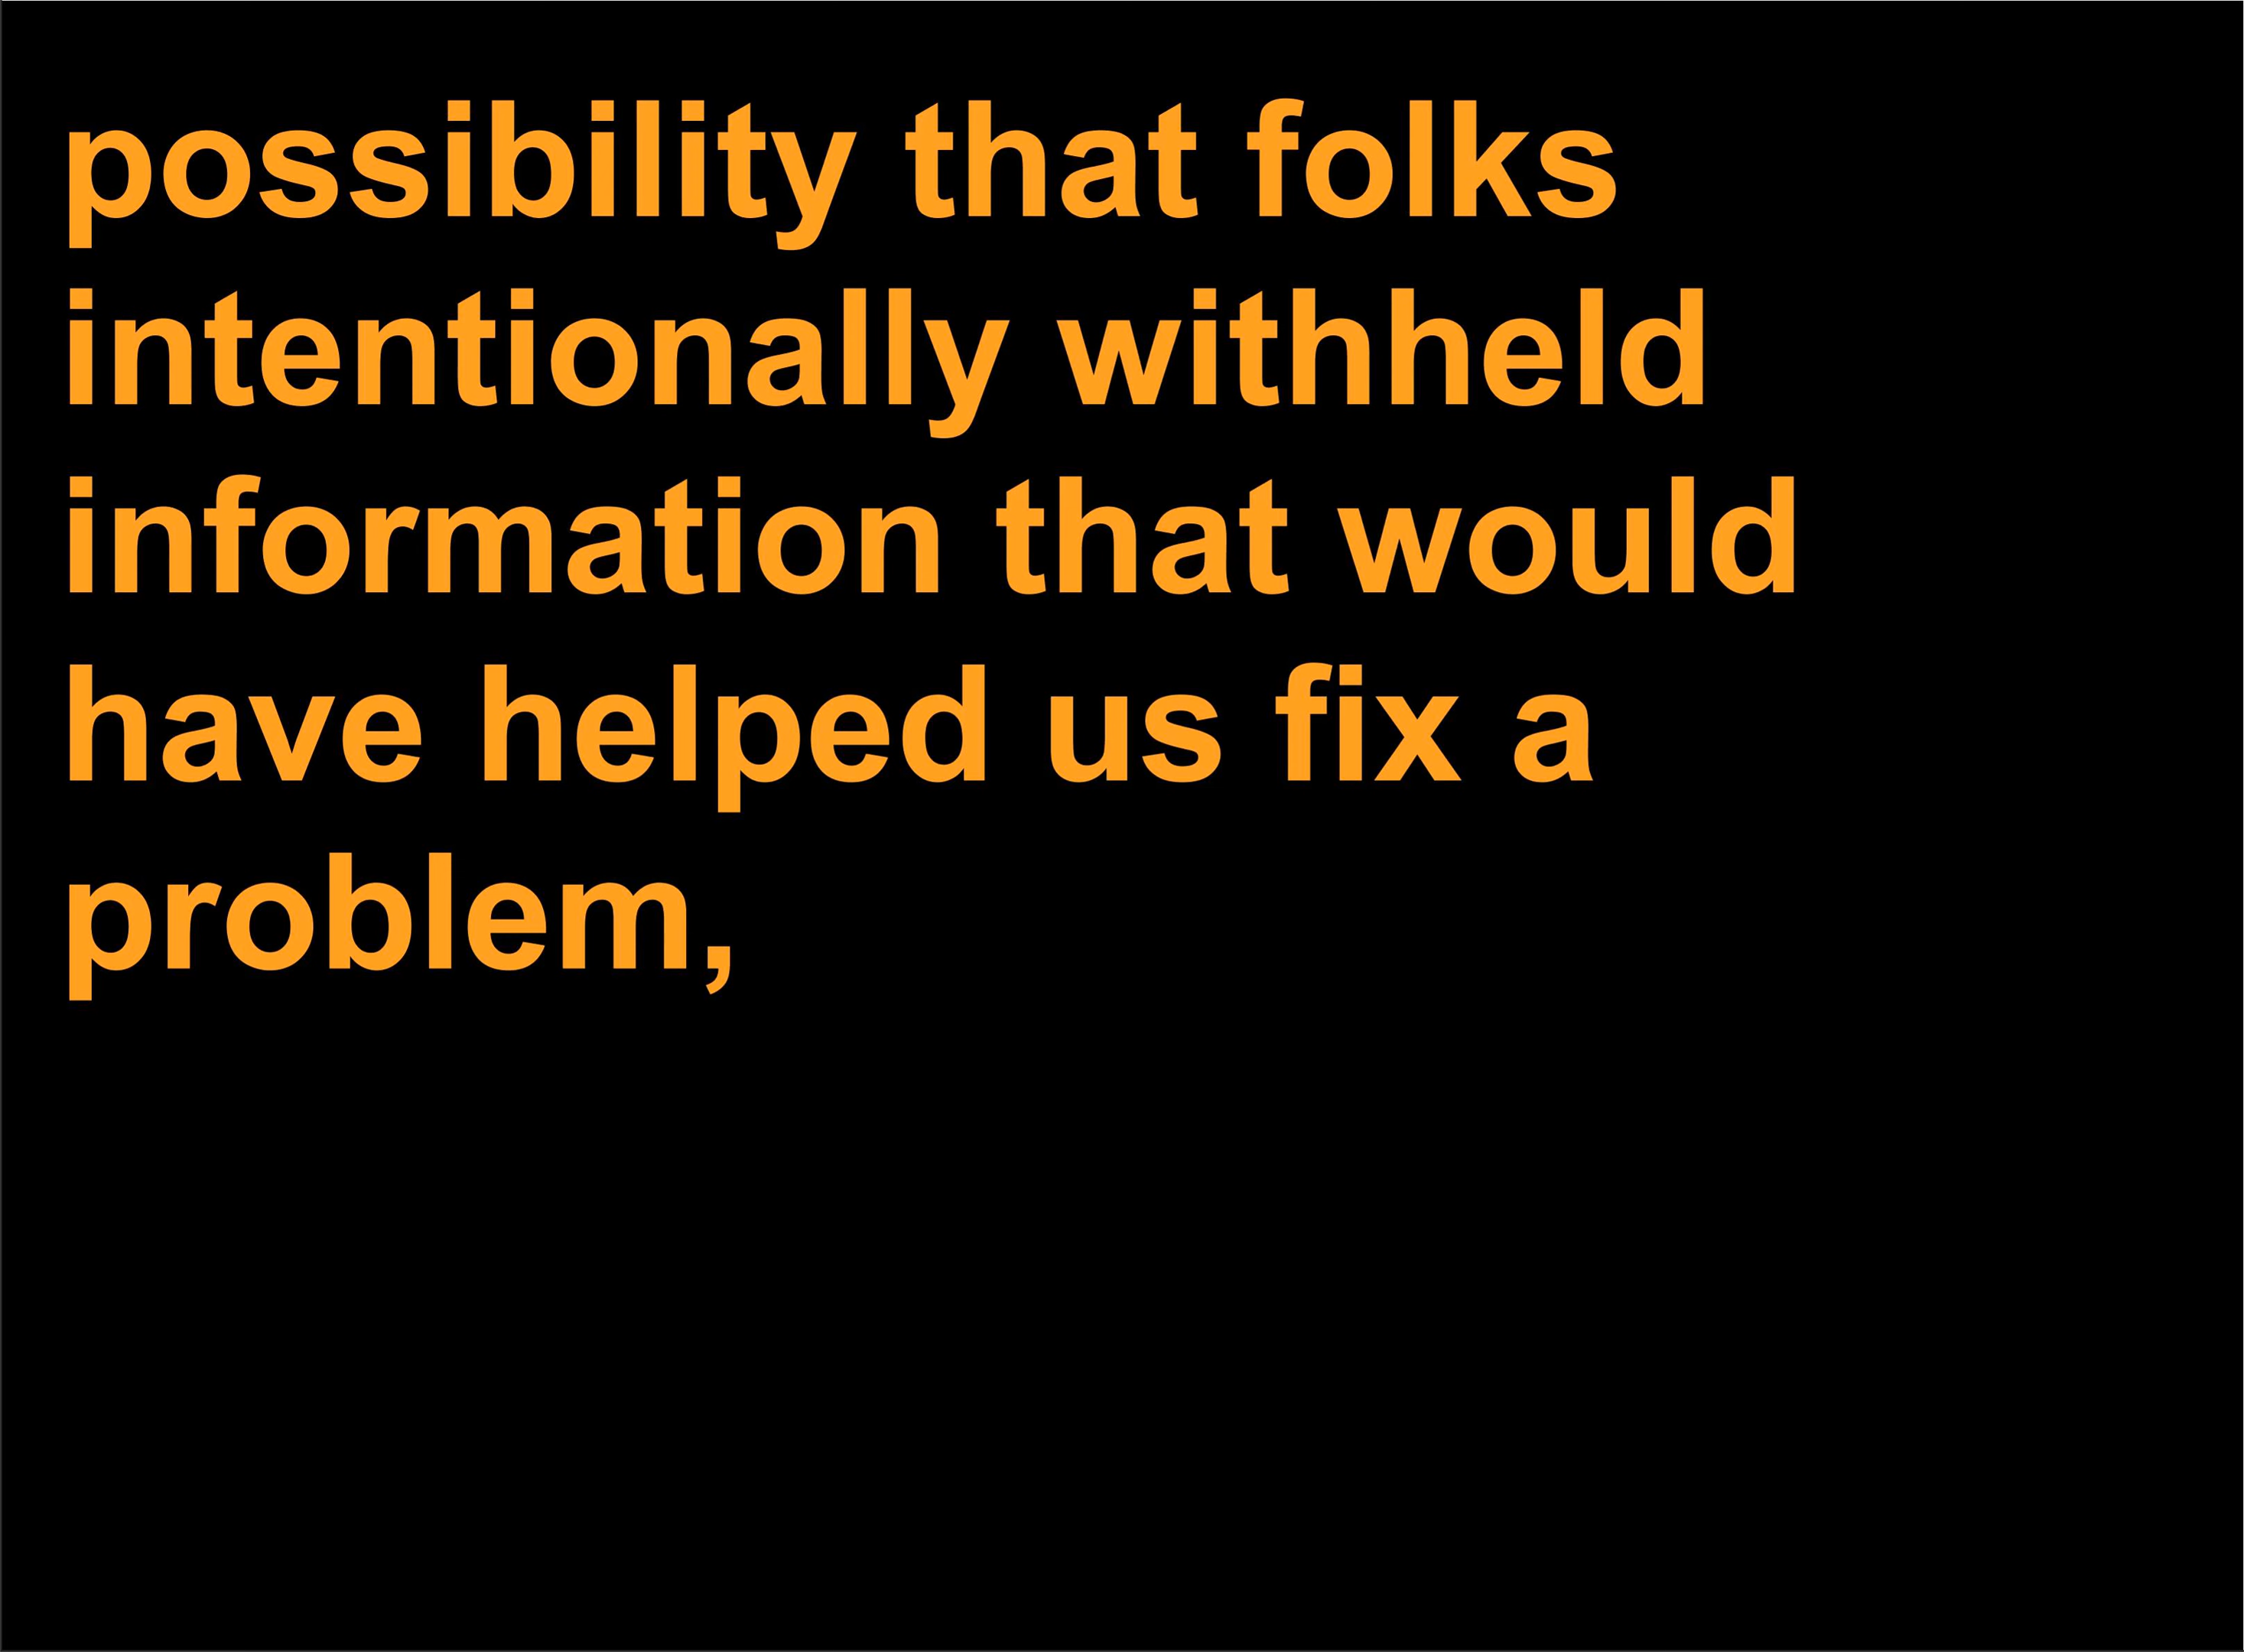 possibility that folks
intentionally withheld
information that would
have helped us fix a
problem,